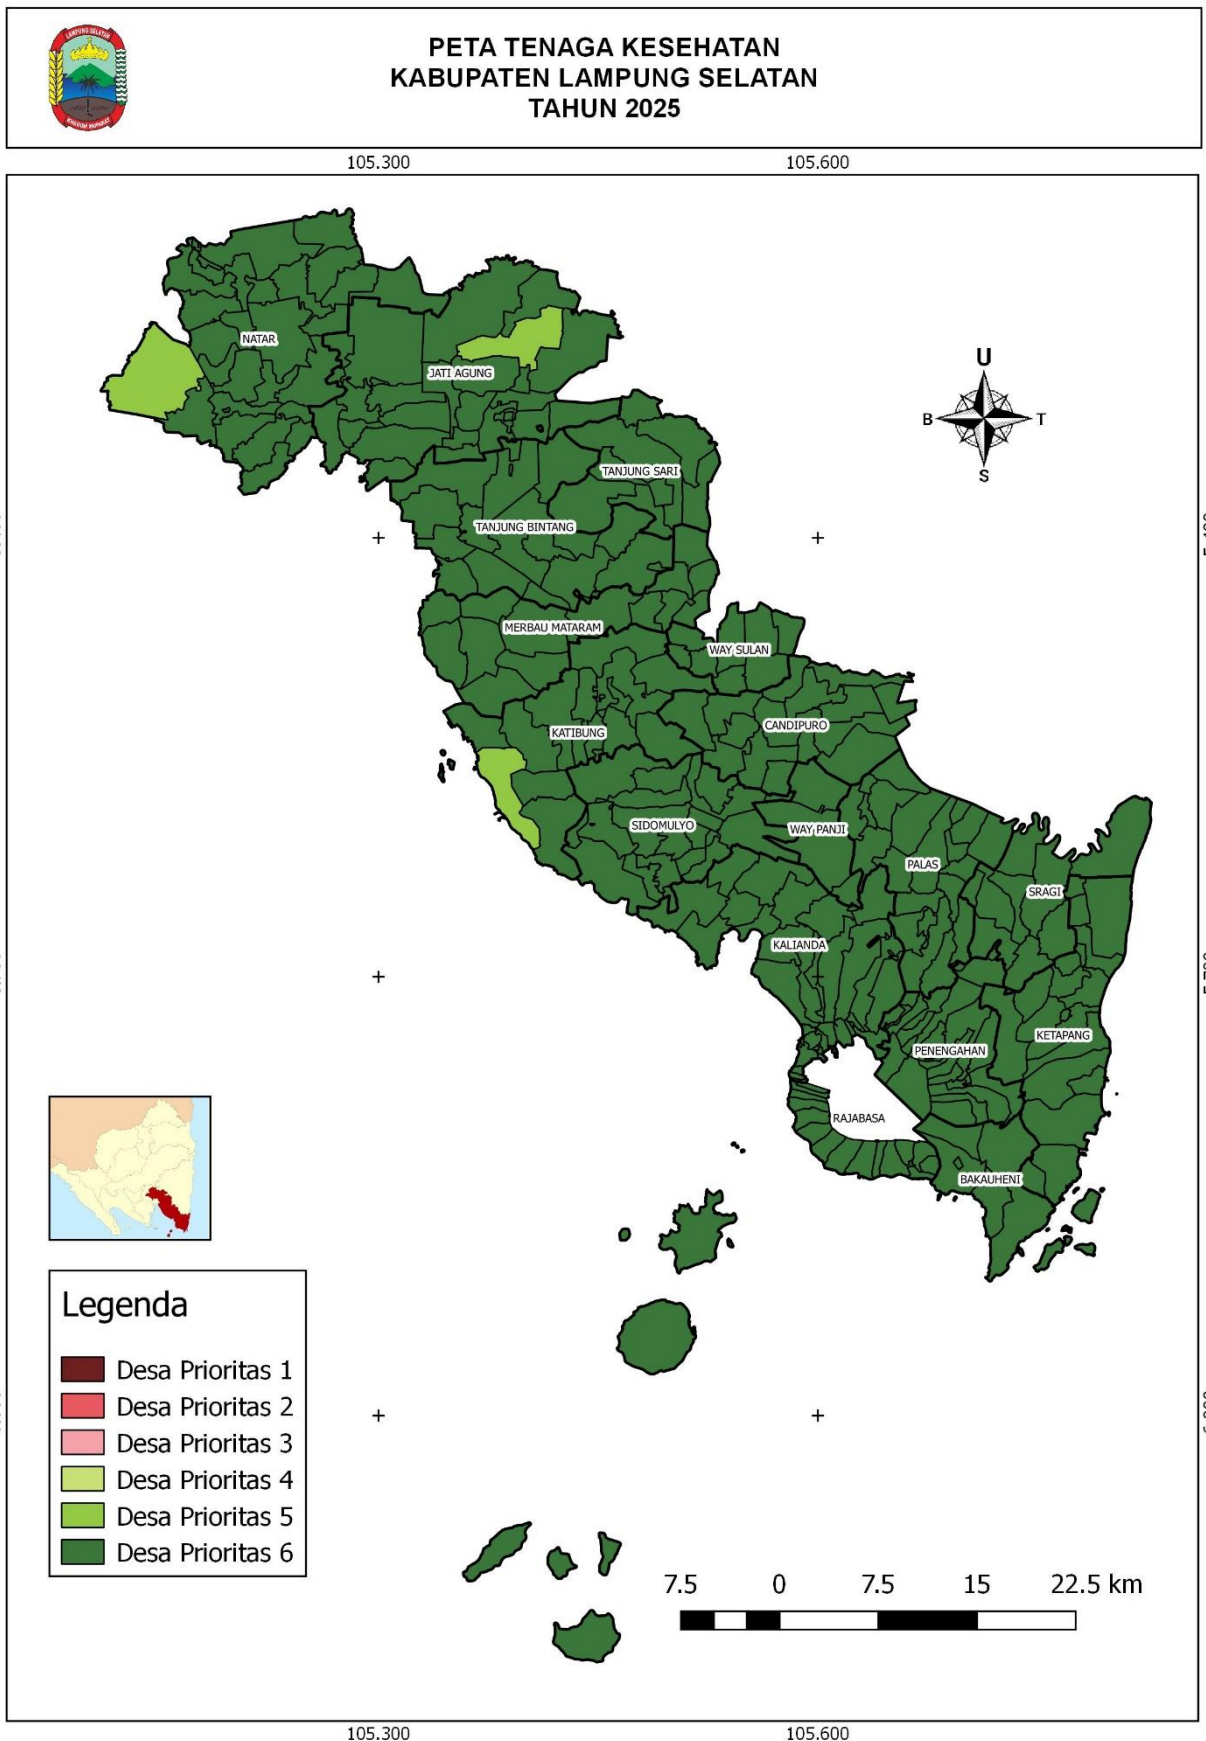 LAMPUNG SELATAN
PETA TENAGA KESEHATAN
KABUPATEN LAMPUNG SELATAN
TAHUN 2025
105.300
105.600
NATAR
JATI AGUNG
U
B
T
S
TANJUNG SARI
TANJUNG BINTANG
MERBAU MATARAM
WAY SULAN
KATIBUNG
CANDIPURO
SIDOMULYO
WAY PANJI
PALAS
SRAGI
KALIANDA
KETAPANG
PENENGAHAN
RAJABASA
BAKAUHENI
Legenda
Desa Prioritas 1
Desa Prioritas 2
Desa Prioritas 3
Desa Prioritas 4
Desa Prioritas 5
Desa Prioritas 6
7.5 0 7.5 15 22.5 km
105.300
105.600